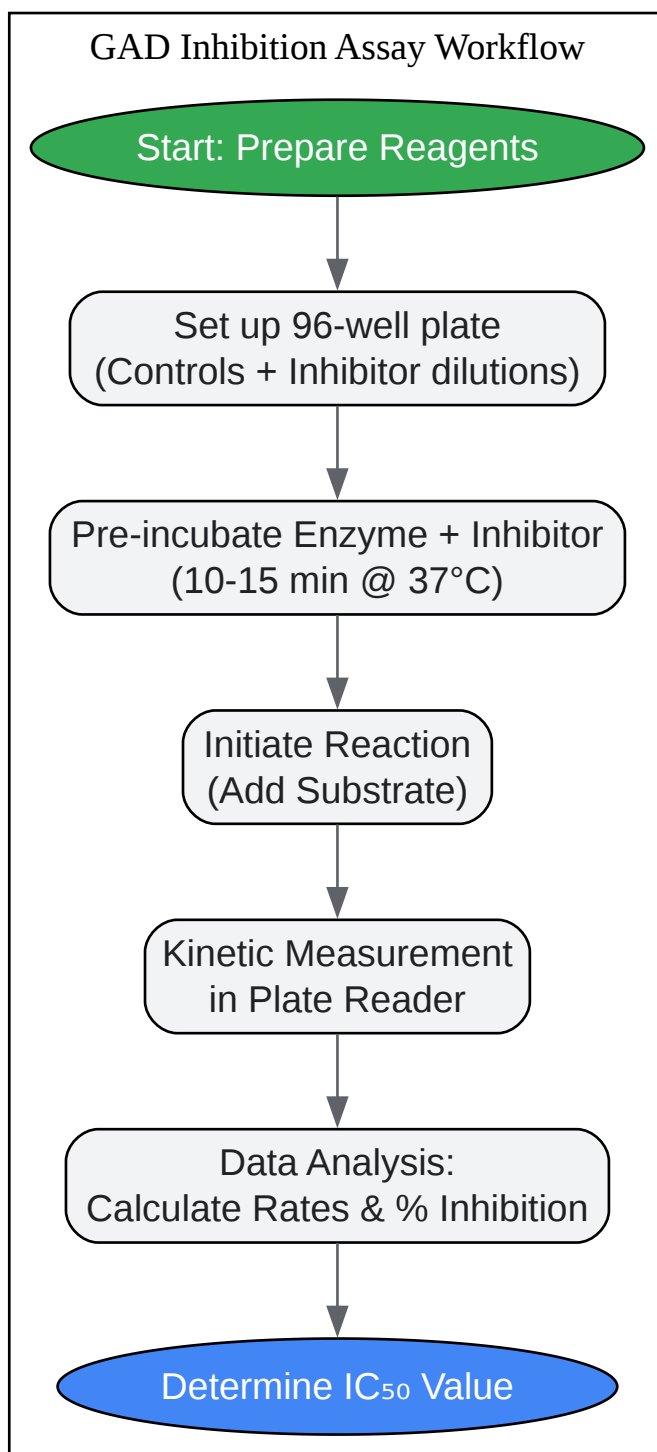 GAD Inhibition Assay Workflow
Start: Prepare Reagents
Set up 96-well plate
(Controls + Inhibitor dilutions)
Pre-incubate Enzyme + Inhibitor
(10-15 min @ 37°C)
Initiate Reaction
(Add Substrate)
Kinetic Measurement
in Plate Reader
Data Analysis:
Calculate Rates & % Inhibition
Determine IC₅₀ Value